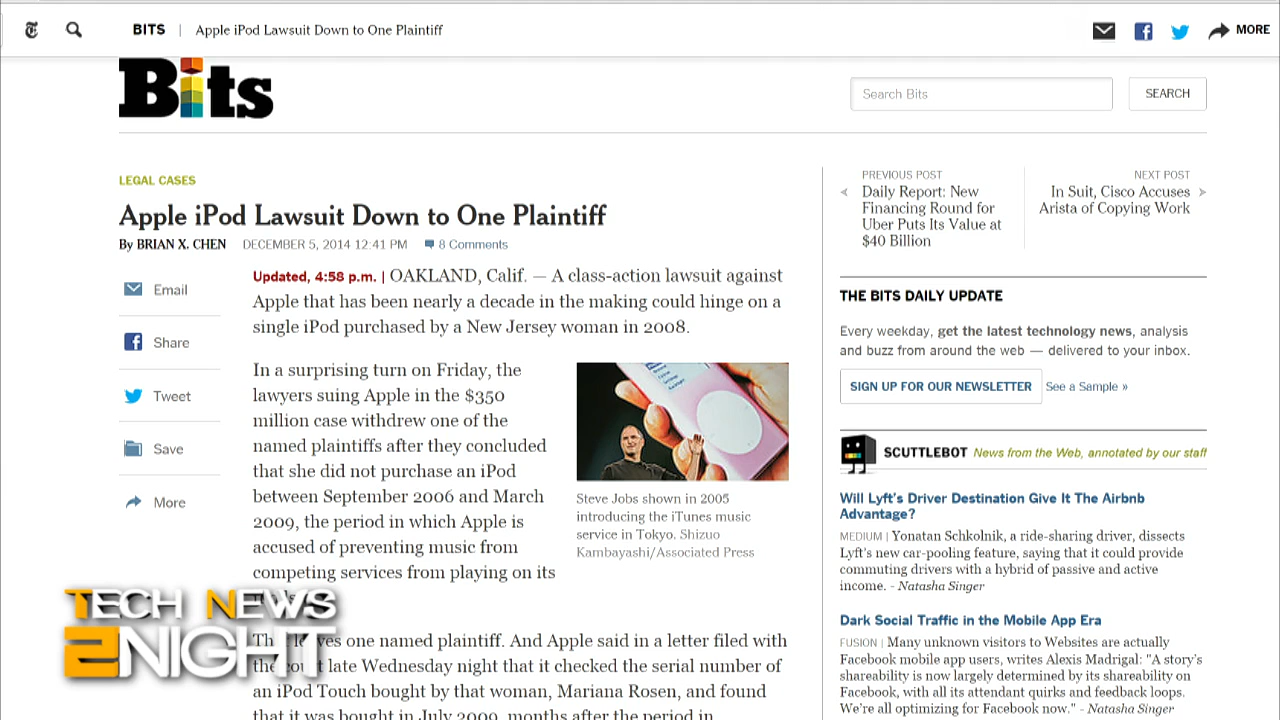 BITS | Apple iPod Lawsuit Down to One Plaintiff
MORE
Bits
Search Bits
SEARCH
LEGAL CASES
Apple iPod Lawsuit Down to One Plaintiff
By BRIAN X. CHEN DECEMBER 5, 2014 12:41 PM 8 Comments
Email
Share
Tweet
Save
More
Updated, 4:58 p.m. | OAKLAND, Calif. — A class-action lawsuit against
Apple that has been nearly a decade in the making could hinge on a
single iPod purchased by a New Jersey woman in 2008.
In a surprising turn on Friday, the
lawyers suing Apple in the $350
million case withdrew one of the
named plaintiffs after they concluded
that she did not purchase an iPod
between September 2006 and March
2009, the period in which Apple is
accused of preventing music from
competing services from playing on its
Steve Jobs shown in 2005
introducing the iTunes music
service in Tokyo. Shizuo
Kambayashi/Associated Press
one named plaintiff. And Apple said in a letter filed with
the court late Wednesday night that it checked the serial number of
an iPod Touch bought by that woman, Mariana Rosen, and found
that it was bought in July 2009, months after the period in
TECH NEWS
2NIGHT
PREVIOUS POST
Daily Report: New
Financing Round for
Uber Puts Its Value at
$40 Billion
NEXT POST
In Suit, Cisco Accuses
Arista of Copying Work
THE BITS DAILY UPDATE
Every weekday, get the latest technology news, analysis
and buzz from around the web — delivered to your inbox.
SIGN UP FOR OUR NEWSLETTER See a Sample »
SCUTTLEBOT News from the Web, annotated by our staff
Will Lyft's Driver Destination Give It The Airbnb
Advantage?
MEDIUM | Yonatan Schkolnik, a ride-sharing driver, dissects
Lyft's new car-pooling feature, saying that it could provide
commuting drivers with a hybrid of passive and active
income. - Natasha Singer
Dark Social Traffic in the Mobile App Era
FUSION | Many unknown visitors to Websites are actually
Facebook mobile app users, writes Alexis Madrigal: "A story's
shareability is now largely determined by its shareability on
Facebook, with all its attendant quirks and feedback loops.
We're all optimizing for Facebook now." - Natasha Singer